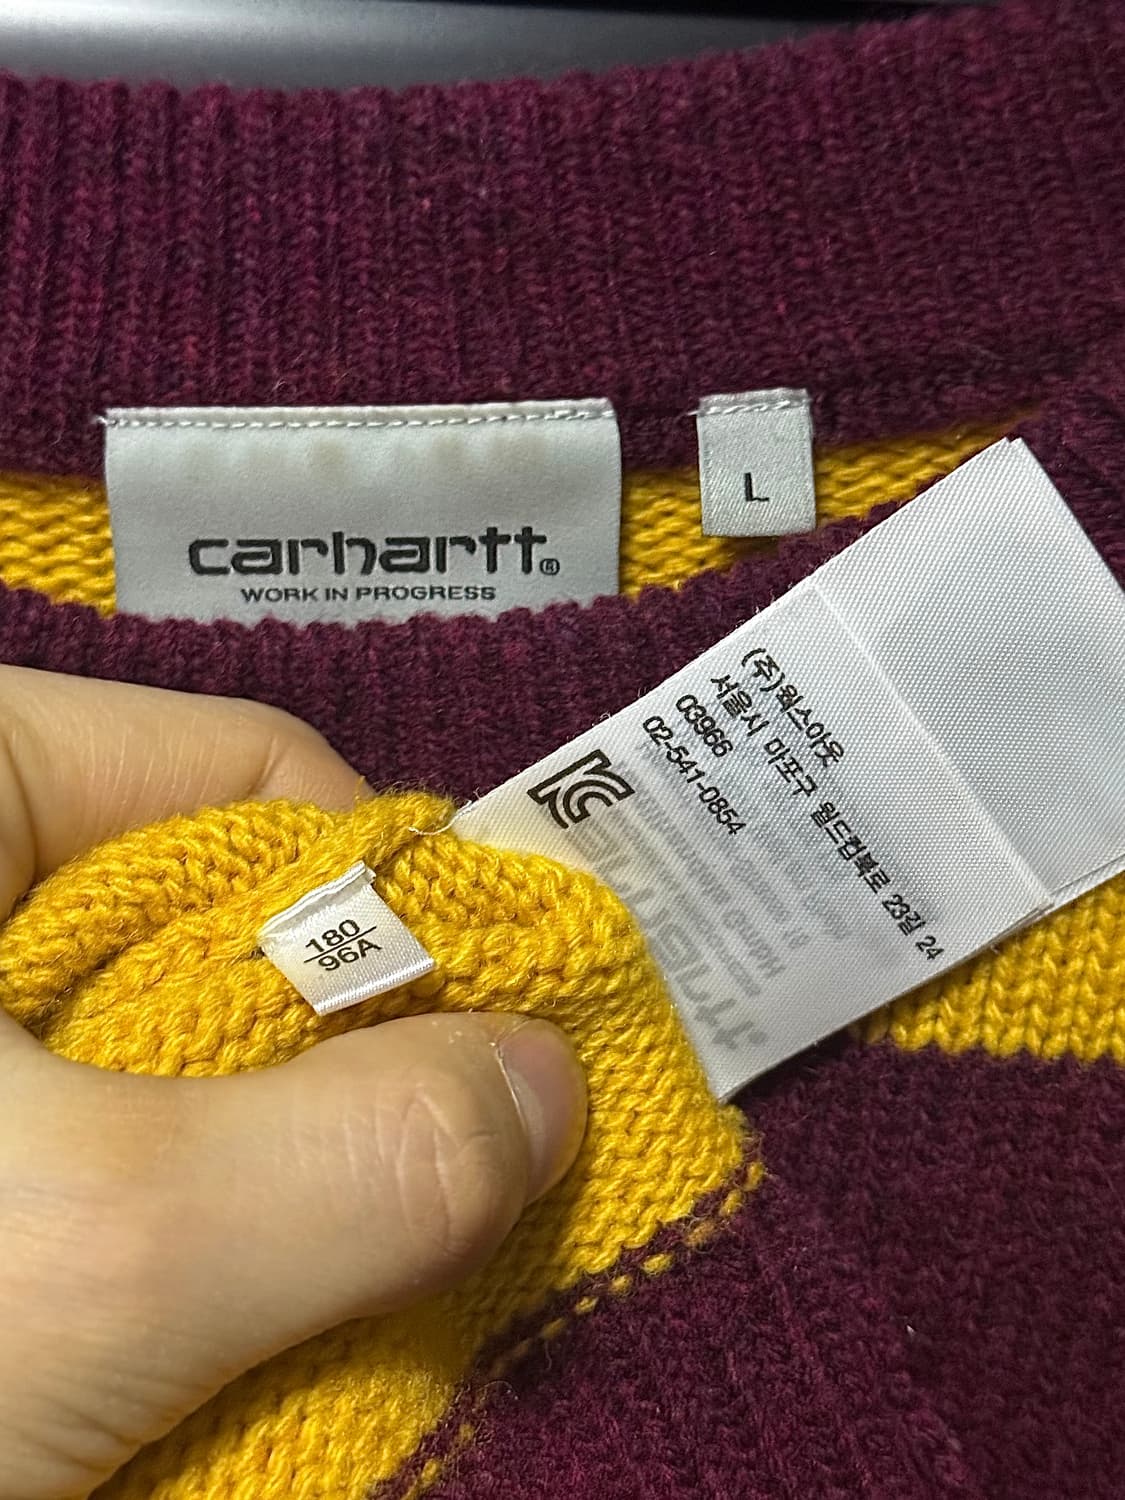 carhartt®
WORK IN PROGRESS
L
(주)웍스아웃
서울시 마포구 월드컵북로 23길 24
03966
02-541-0854
KC
180
96A